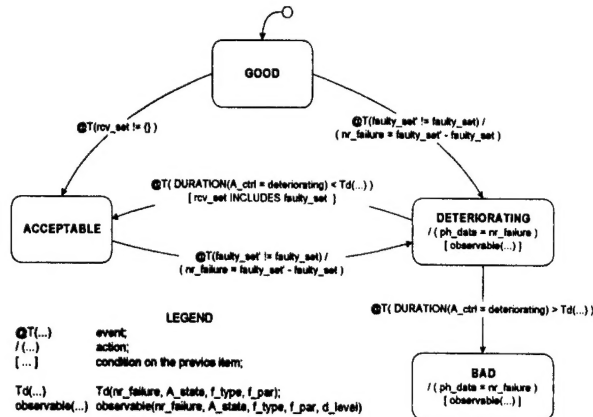 GOOD
@T(rcv_set != {} )
@T(faulty_set' != faulty_set) /
( nr_failure = faulty_set' - faulty_set )
@T( DURATION(A_ctrl = deteriorating) < Td(...) )
[ rcv_set INCLUDES faulty_set ]
ACCEPTABLE
DETERIORATING
/ ( ph_data = nr_failure )
[ observable(...) ]
@T(faulty_set' != faulty_set) /
( nr_failure = faulty_set' - faulty_set )
@T( DURATION(A_ctrl = deteriorating) > Td(...) )
BAD
/ ( ph_data = nr_failure )
[ observable(...) ]
LEGEND
@T(...) event;
/ (...) action;
[ ... ] condition on the previos item;
Td(...) Td(nr_failure, A_state, f_type, f_par);
observable(...) observable(nr_failure, A_state, f_type, f_par, d_level)